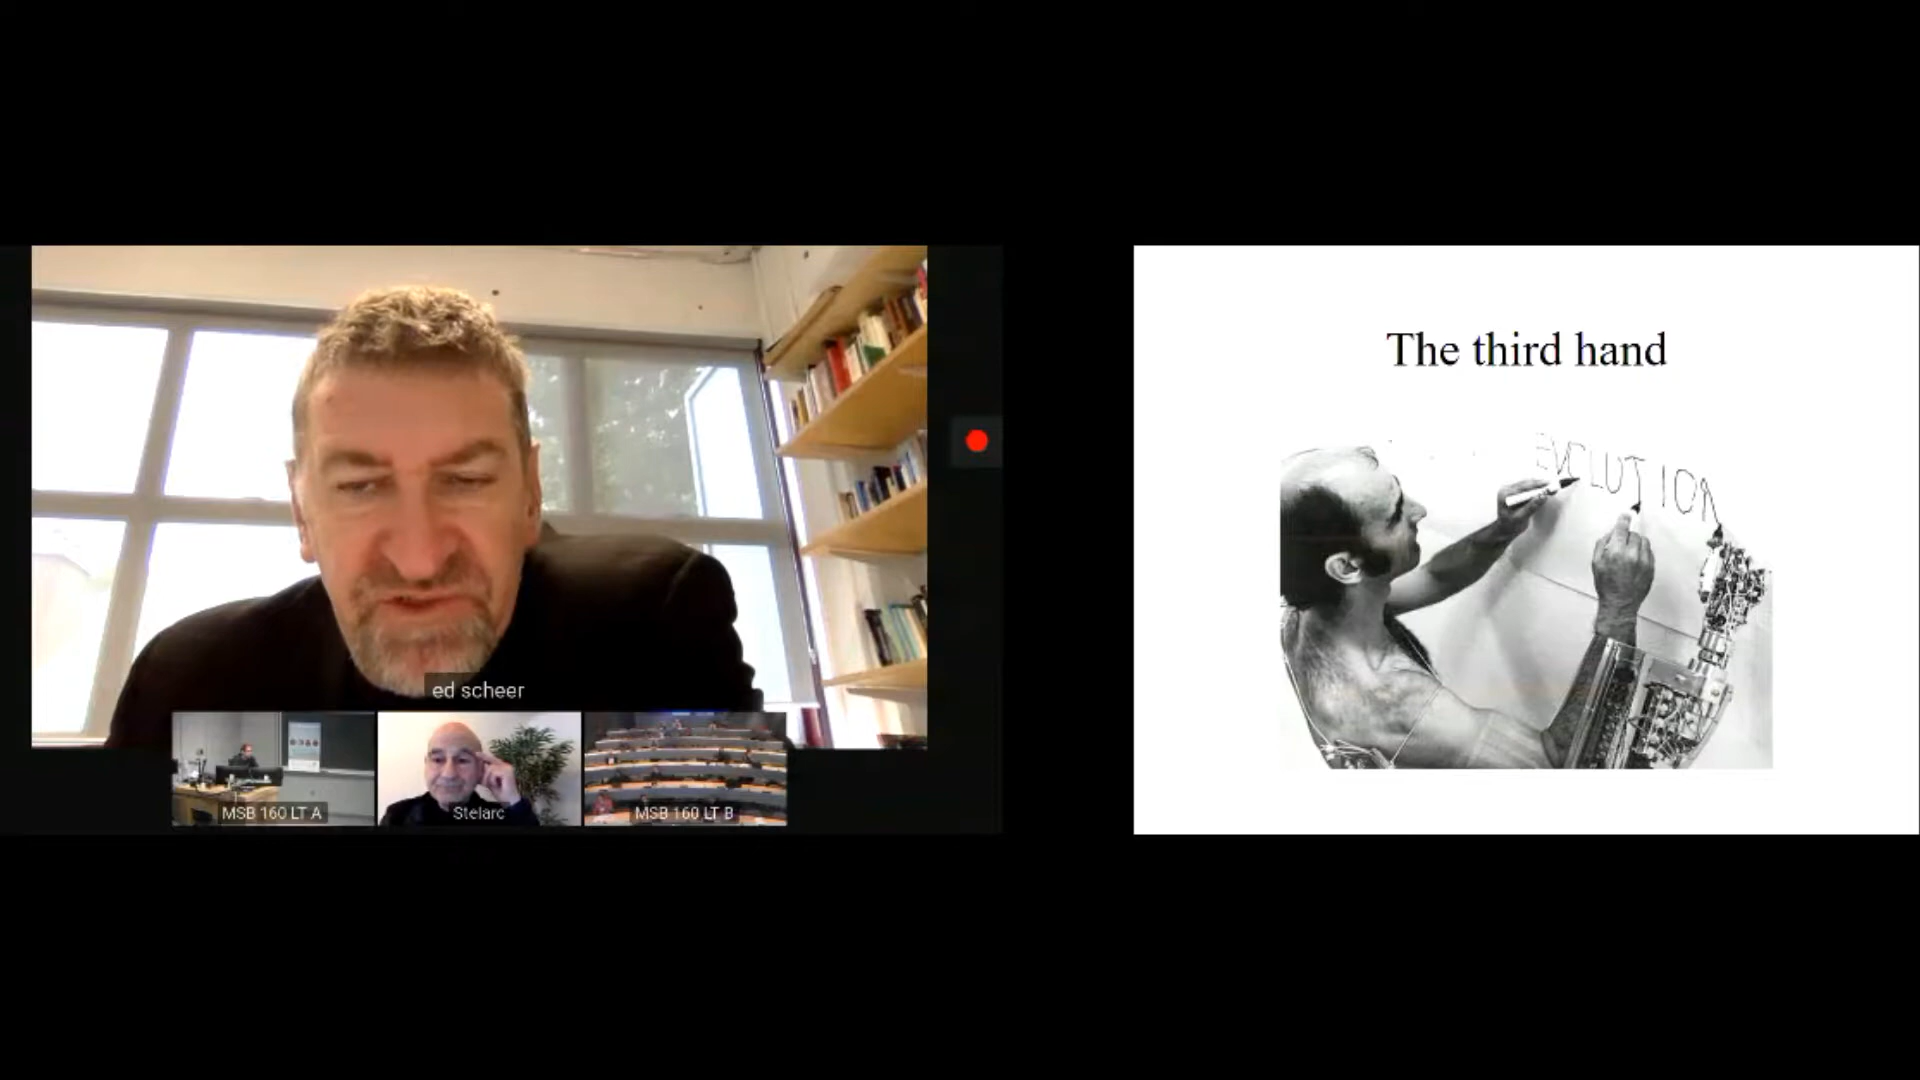 ed scheer
MSB 160 LT A
Stelarc
MSB 160 LT B
The third hand
EVOLUTION